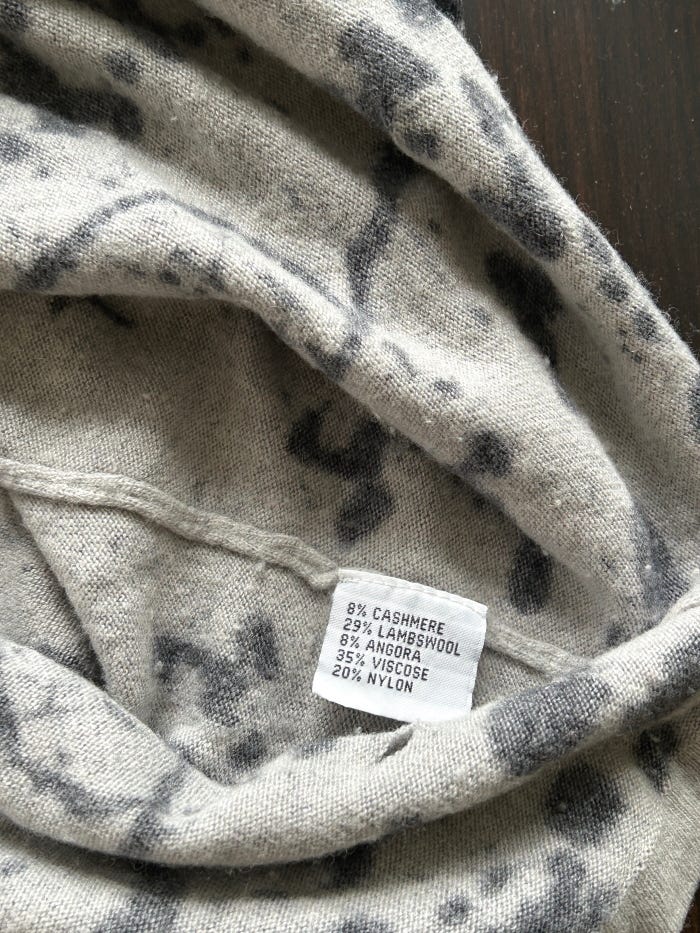 8% CASHMERE
29% LAMBSWOOL
8% ANGORA
35% VISCOSE
20% NYLON